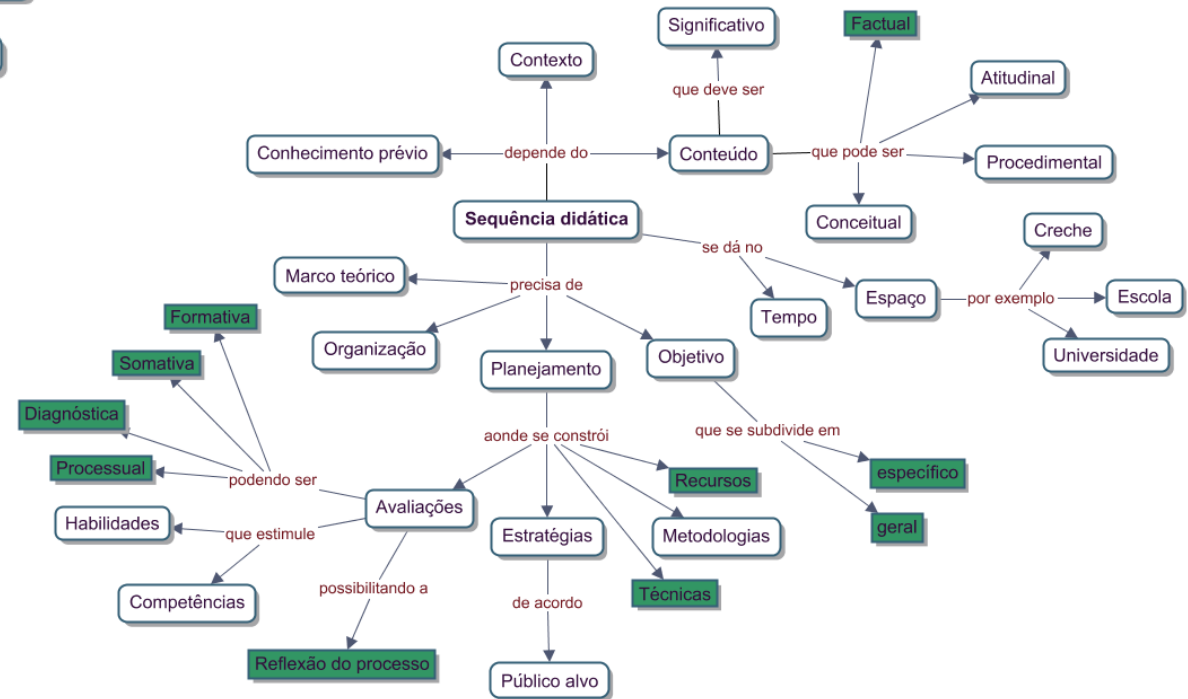 Significativo
Factual
Contexto
Atitudinal
que deve ser
Conhecimento prévio
depende do
Conteúdo
que pode ser
Procedimental
Sequência didática
Conceitual
Creche
se dá no
Marco teórico
precisa de
Espaço
por exemplo
Escola
Formativa
Tempo
Organização
Objetivo
Universidade
Somativa
Planejamento
Diagnóstica
aonde se constrói
que se subdivide em
Processual
podendo ser
Recursos
específico
Avaliações
Habilidades
que estimule
Estratégias
Metodologias
geral
possibilitando a
Técnicas
Competências
de acordo
Reflexão do processo
Público alvo